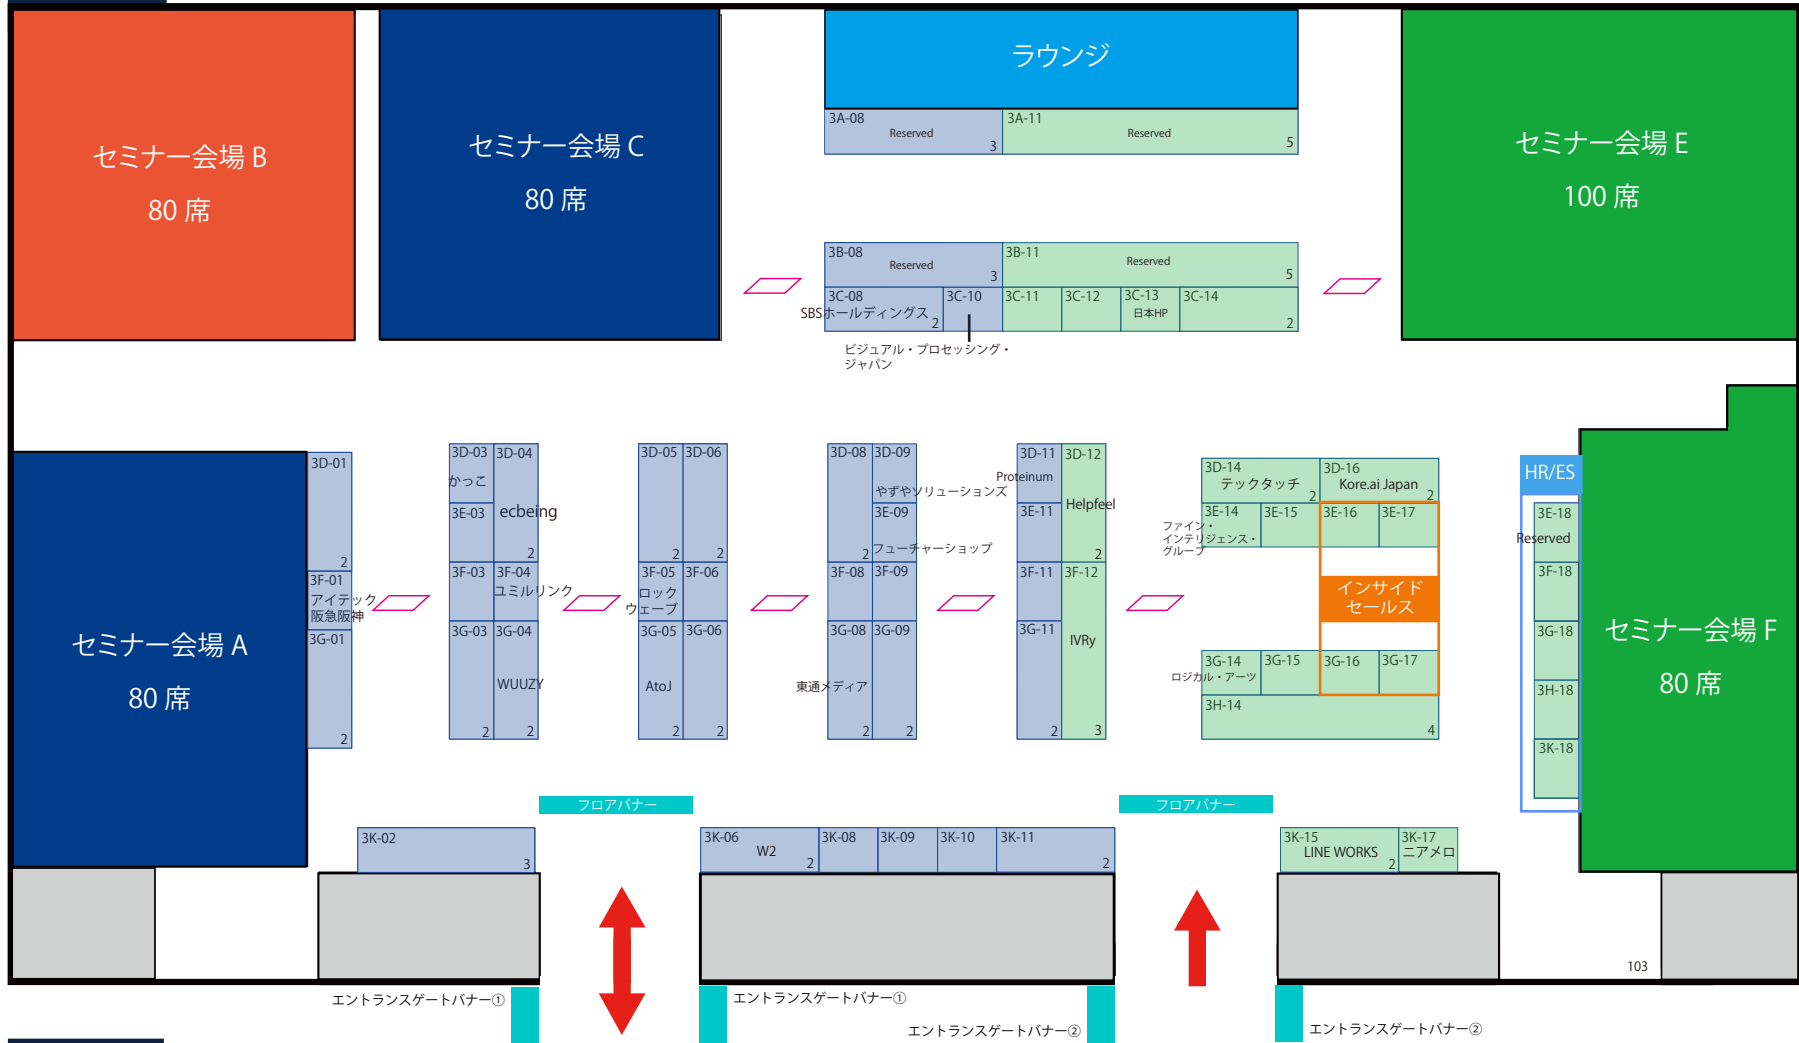 ラウンジ
3A-08
Reserved
3
3A-11
Reserved
5
セミナー会場 B
80 席
セミナー会場 C
80 席
セミナー会場 E
100 席
3B-08
Reserved
3
3B-11
Reserved
5
3C-08
SBSホールディングス
2
3C-10
3C-11
3C-12
3C-13
日本HP
3C-14
2
ビジュアル・プロセッシング・
ジャパン
セミナー会場 A
80 席
3D-01
2
3F-01
アイテック
阪急阪神
3G-01
2
3D-03
かっこ
3D-04
ecbeing
2
3E-03
3F-03
3F-04
ユミルリンク
3G-03
2
3G-04
WUUZY
2
3D-05
2
3D-06
2
3F-05
ロック
ウェーブ
3F-06
3G-05
AtoJ
2
3G-06
2
3D-08
2
3D-09
やずやソリューションズ
3E-09
フューチャーショップ
3F-08
3F-09
3G-08
東通メディア
2
3G-09
2
3D-11
Proteinum
3D-12
Helpfeel
2
3E-11
3F-11
3F-12
IVRy
3
3G-11
2
3D-14
テックタッチ
2
3D-16
Kore.ai Japan
2
3E-14
ファイン・
インテリジェンス・
グループ
3E-15
3E-16
3E-17
インサイド
セールス
3G-14
ロジカル・アーツ
3G-15
3G-16
3G-17
3H-14
4
HR/ES
3E-18
Reserved
3F-18
3G-18
3H-18
3K-18
セミナー会場 F
80 席
フロアバナー
フロアバナー
3K-02
3
3K-06
W2
2
3K-08
3K-09
3K-10
3K-11
2
3K-15
LINE WORKS
2
3K-17
ニアメロ
103
エントランスゲートバナー①
エントランスゲートバナー①
エントランスゲートバナー②
エントランスゲートバナー②